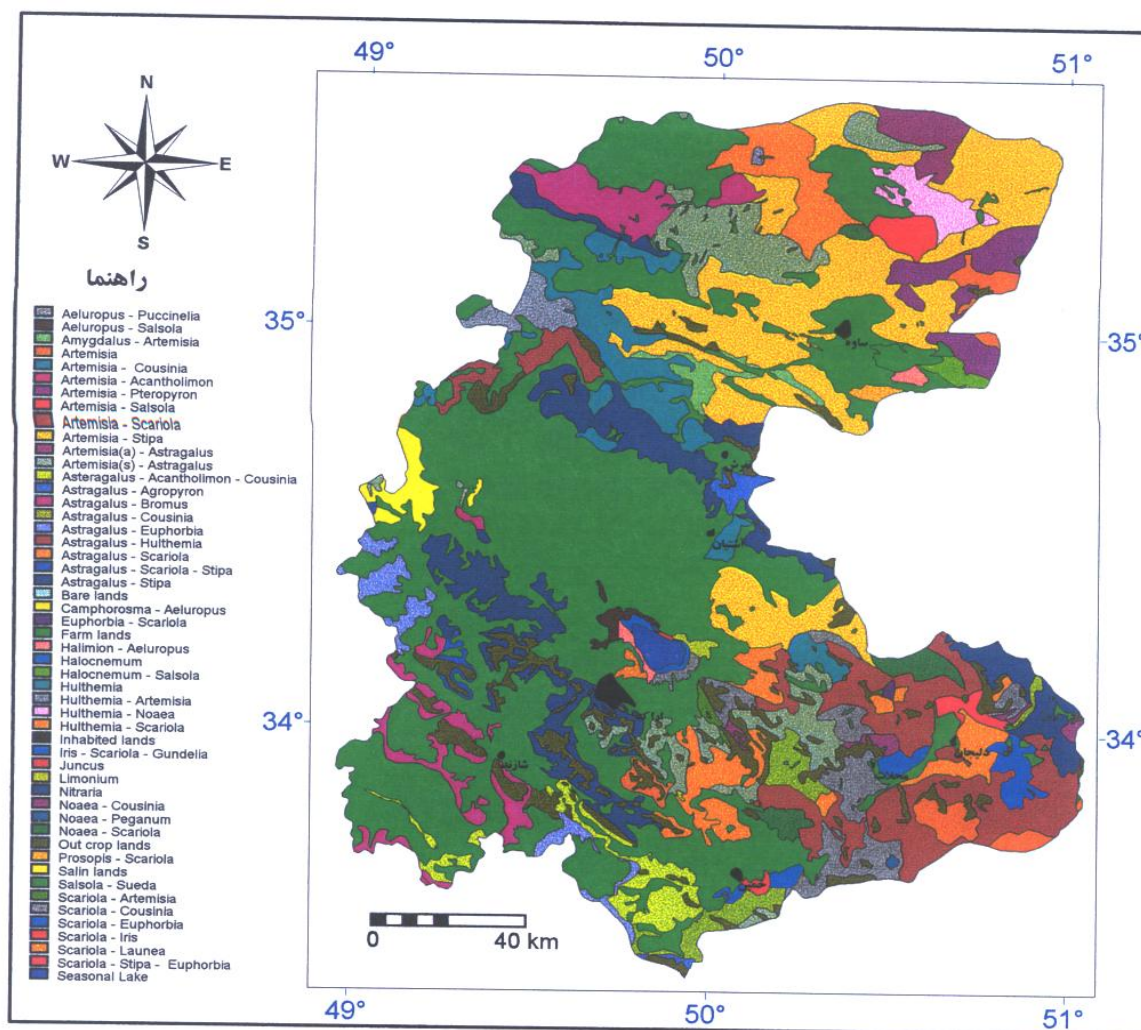 49° 50° 51°
N
W E
S
راهنما
Aeluropus - Puccinelia
Aeluropus - Salsola
Amygdalus - Artemisia
Artemisia
Artemisia - Cousinia
Artemisia - Acantholimon
Artemisia - Pteropyron
Artemisia - Salsola
Artemisia - Scariola
Artemisia - Stipa
Artemisia(a) - Astragalus
Artemisia(s) - Astragalus
Asteragalus - Acantholimon - Cousinia
Astragalus - Agropyron
Astragalus - Bromus
Astragalus - Cousinia
Astragalus - Euphorbia
Astragalus - Hulthemia
Astragalus - Scariola
Astragalus - Scariola - Stipa
Astragalus - Stipa
Bare lands
Camphorosma - Aeluropus
Euphorbia - Scariola
Farm lands
Halimion - Aeluropus
Halocnemum
Halocnemum - Salsola
Hulthemia
Hulthemia - Artemisia
Hulthemia - Noaea
Hulthemia - Scariola
Inhabited lands
Iris - Scariola - Gundelia
Juncus
Limonium
Nitraria
Noaea - Cousinia
Noaea - Peganum
Noaea - Scariola
Out crop lands
Prosopis - Scariola
Salin lands
Salsola - Sueda
Scariola - Artemisia
Scariola - Cousinia
Scariola - Euphorbia
Scariola - Iris
Scariola - Launea
Scariola - Stipa - Euphorbia
Seasonal Lake
35° 35°
ساوه
آشتیان
34° 34°
شازند
محلات
دلیجان
0 40 km
49° 50° 51°